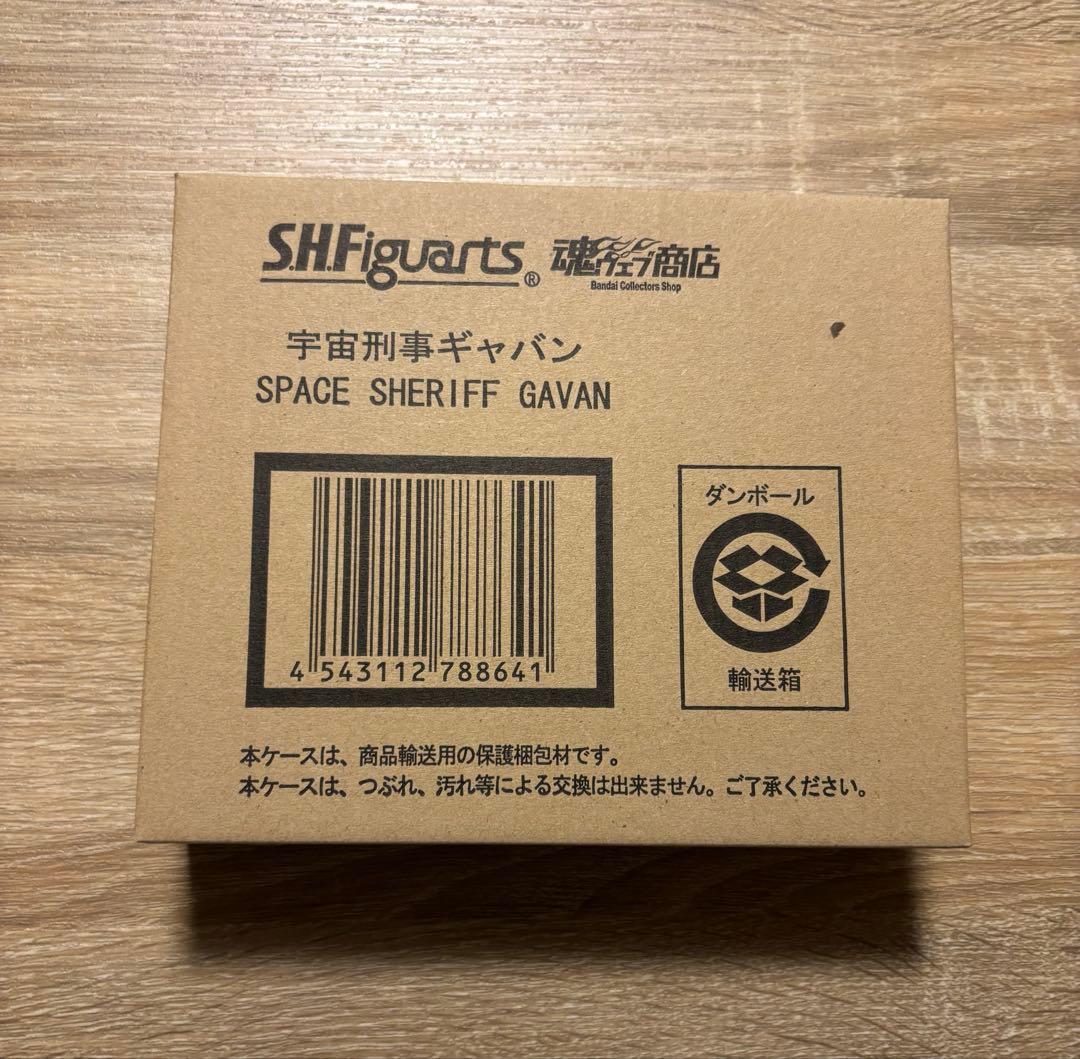 S.H.Figuarts® 魂ウェブ商店
Bandai Collectors Shop
宇宙刑事ギャバン
SPACE SHERIFF GAVAN
ダンボール
4 543112 788641
輸送箱
本ケースは、商品輸送用の保護梱包材です。
本ケースは、つぶれ、汚れ等による交換は出来ません。ご了承ください。